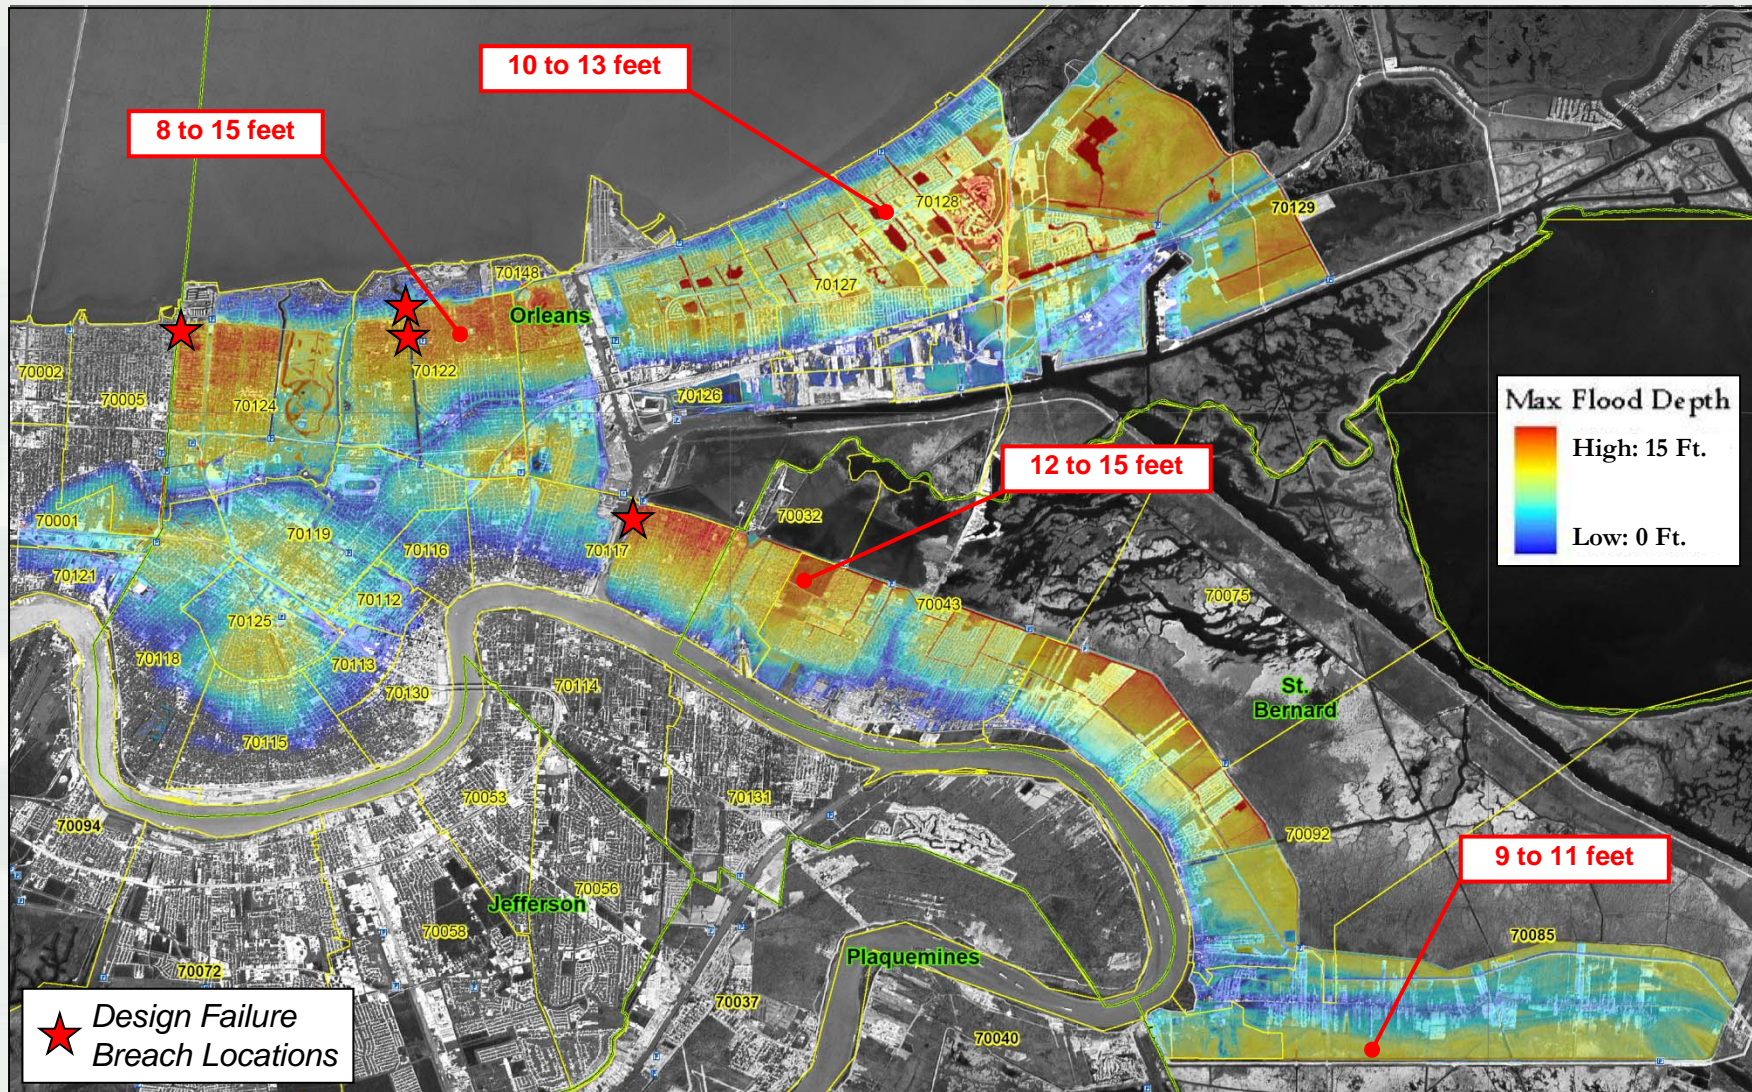 10 to 13 feet
8 to 15 feet
70128
70129
70148
70127
Orleans
70002
70005
70122
70124
70126
Max Flood Depth
High: 15 Ft.
Low: 0 Ft.
12 to 15 feet
70001
70032
70119
70116
70117
70121
70112
70043
70075
70125
70118
70113
70130
70114
St.
Bernard
70115
70053
70131
70094
70092
9 to 11 feet
70056
Jefferson
70058
70085
70072
Plaquemines
70037
70040
Design Failure
Breach Locations